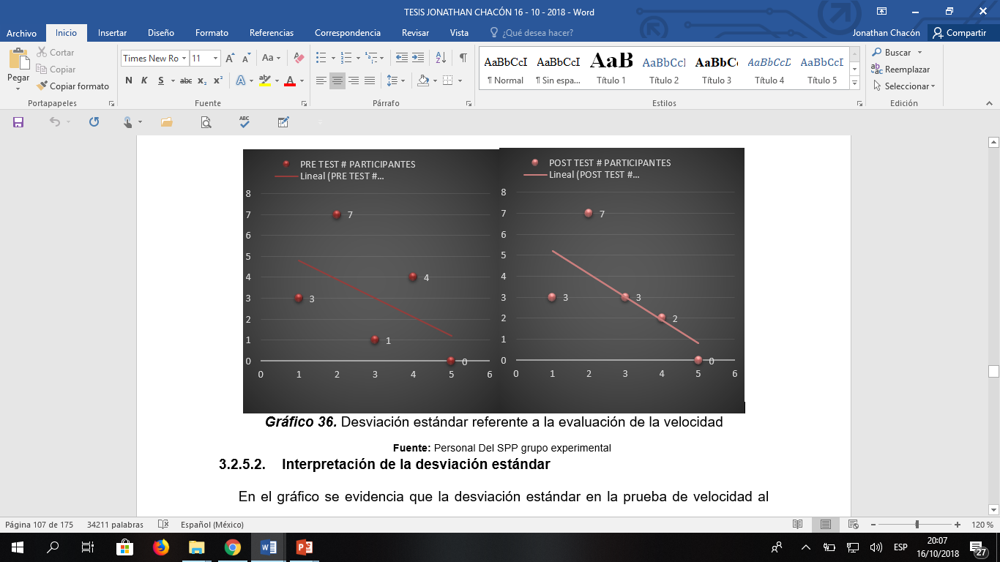 TESIS JONATHAN CHACÓN 16 - 10 - 2018 - Word
Archivo Inicio Insertar Diseño Formato Referencias Correspondencia Revisar Vista ¿Qué desea hacer? Jonathan Chacón Compartir
Pegar
Cortar
Copiar
Copiar formato
Portapapeles
Times New Ro 11 Aa
N K S abc x₂ x² A ab A
Fuente
Párrafo
AaBbCcI AaBbCcI AaB AaBbCcI AaBbCc AaBbCcD AaBbCcI
¶ Normal ¶ Sin espa... Título 1 Título 2 Título 3 Título 4 Título 5
Estilos
Buscar
Reemplazar
Seleccionar
Edición
ABC
PRE TEST # PARTICIPANTES
Lineal (PRE TEST #...
8
7
6
5
4
3
2
1
0
0 1 2 3 4 5 6
3
7
1
4
0
POST TEST # PARTICIPANTES
Lineal (POST TEST #...
8
7
6
5
4
3
2
1
0
0 1 2 3 4 5 6
3
7
3
2
0
Gráfico 36. Desviación estándar referente a la evaluación de la velocidad
Fuente: Personal Del SPP grupo experimental
3.2.5.2. Interpretación de la desviación estándar
En el gráfico se evidencia que la desviación estándar en la prueba de velocidad al
Página 107 de 175 34211 palabras Español (México) 120 %
ESP
20:07
16/10/2018
27